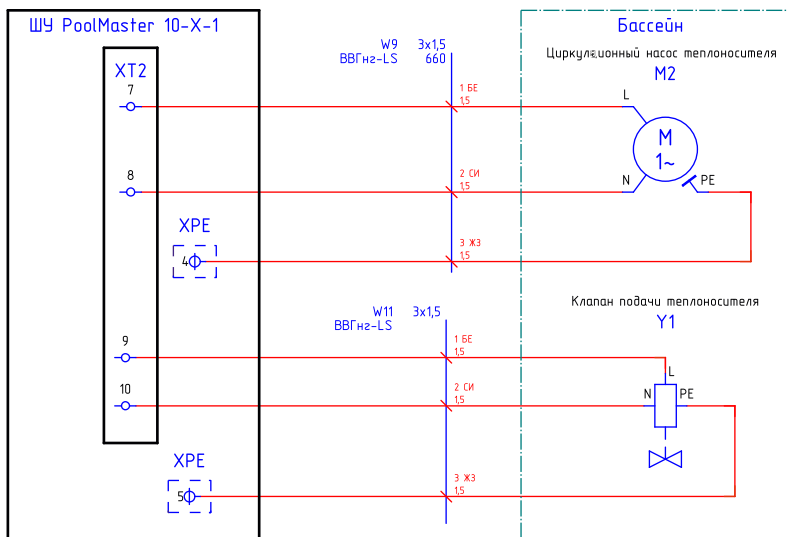 ШУ PoolMaster 10-X-1
Бассейн
W9 3x1,5
ВВГнг-LS 660
Циркуляционный насос теплоносителя
M2
XT2
7
1 БЕ
1,5
L
M
1~
8
2 СИ
1,5
N
PE
XPE
4
3 ЖЗ
1,5
W11 3x1,5
ВВГнг-LS
Клапан подачи теплоносителя
Y1
9
1 БЕ
1,5
L
10
2 СИ
1,5
N
PE
XPE
5
3 ЖЗ
1,5